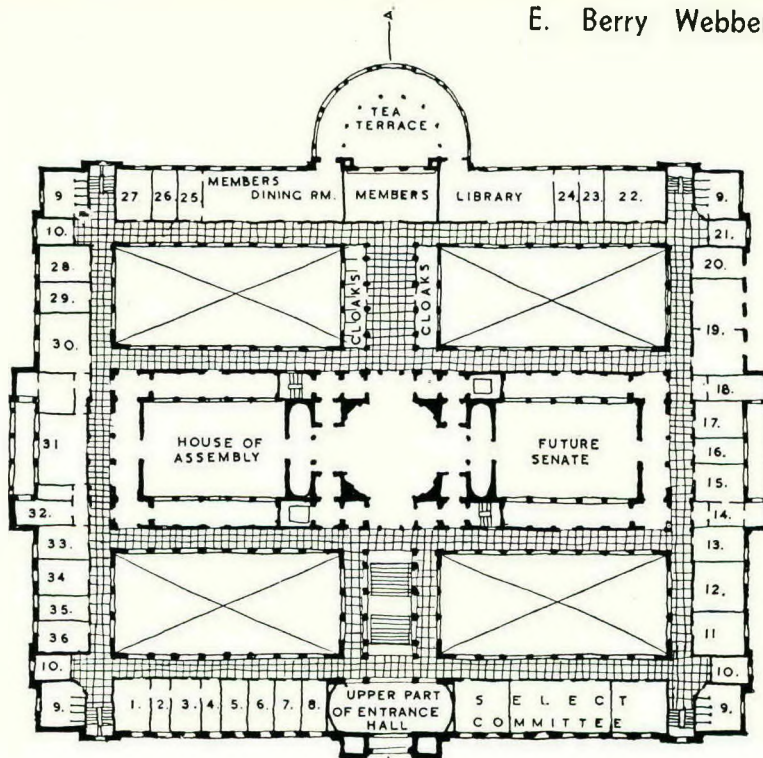 E. Berry Webber
A
TEA
TERRACE
9 27 26. 25. MEMBERS DINING RM. MEMBERS LIBRARY 24. 23. 22. 9.
10. 21.
28. CLOAKS CLOAKS 20.
29.
30. 19.
18.
31 HOUSE OF ASSEMBLY FUTURE SENATE 17.
16.
15.
32. 14.
33. 13.
34 12.
35. 11
36
10. 10.
9. 1. 2. 3. 4. 5. 6. 7. 8. UPPER PART OF ENTRANCE HALL SELECT COMMITTEE 9.